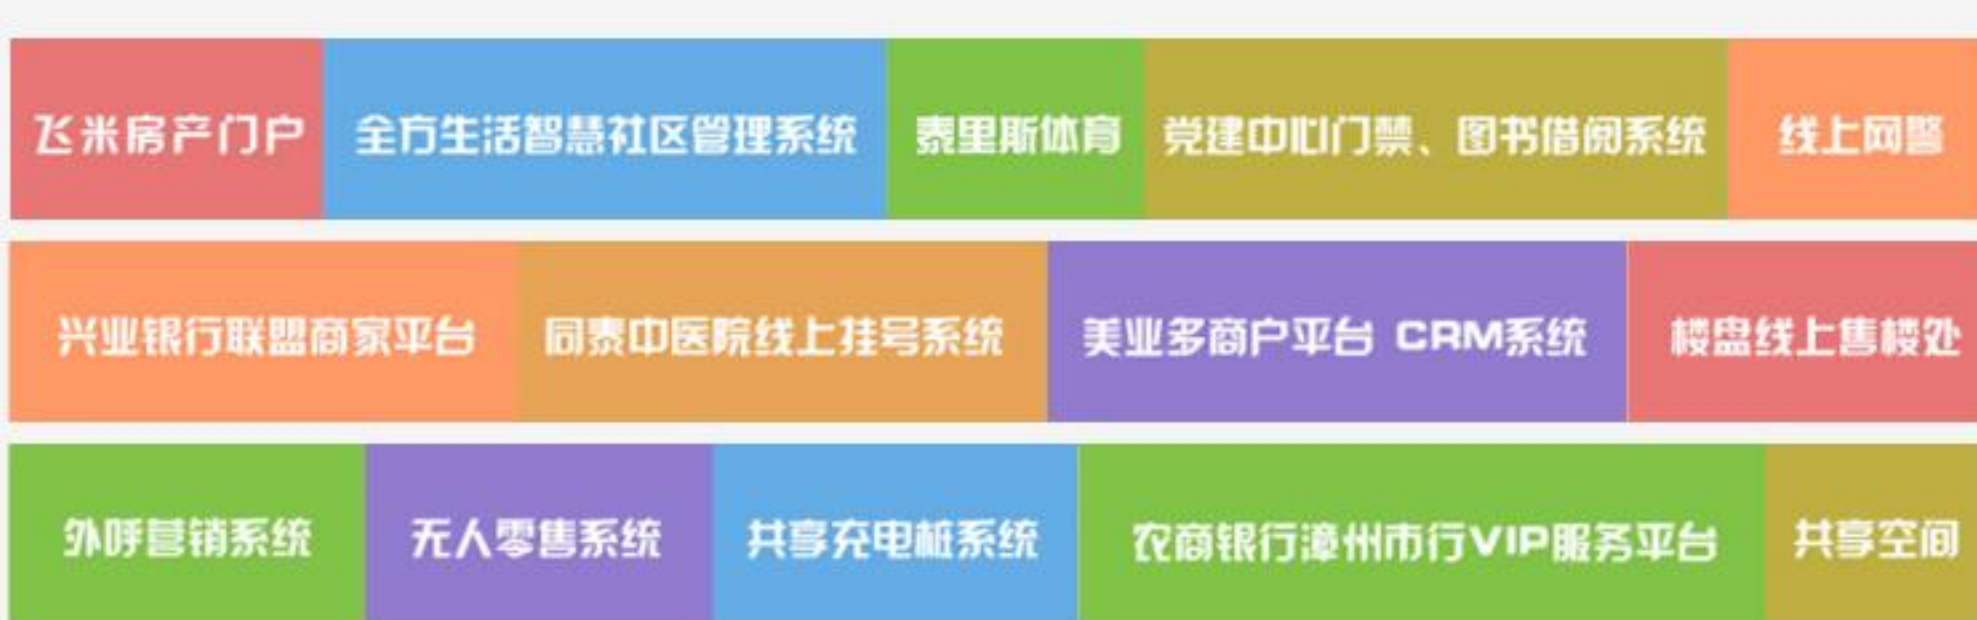 飞米房产门户 全方生活智慧社区管理系统 泰里斯体育 党建中心门禁、图书借阅系统 线上网警
兴业银行联盟商家平台 同泰中医院线上挂号系统 美业多商户平台 CRM系统 楼盘线上售楼处
外呼营销系统 无人零售系统 共享充电桩系统 农商银行漳州市行VIP服务平台 共享空间